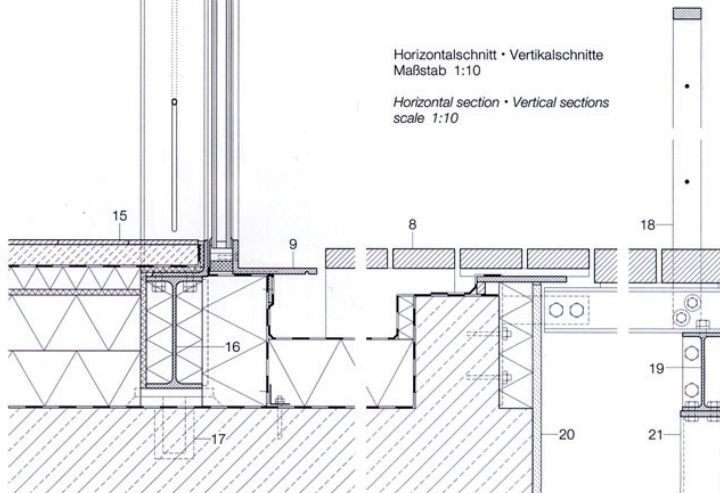 Horizontalschnitt • Vertikalschnitte
Maßstab 1:10
Horizontal section • Vertical sections
scale 1:10
15
9
8
18
16
19
17
20
21